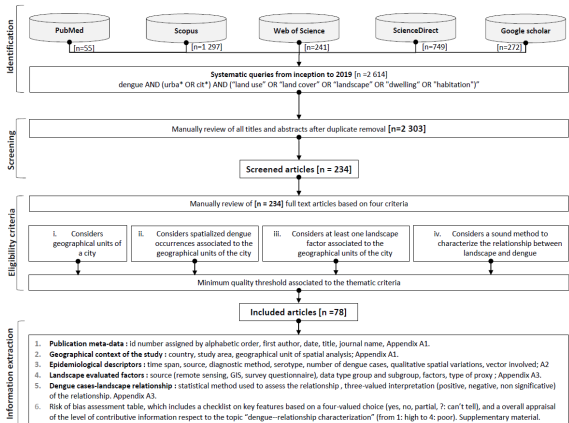 Identification
PubMed
Scopus
Web of Science
ScienceDirect
Google scholar
[n=55]
[n=1 297]
[n=241]
[n=749]
[n=272]
Systematic queries from inception to 2019 [n =2 614]
dengue AND (urba* OR cit*) AND ("land use" OR "land cover" OR "landscape" OR "dwelling" OR "habitation")"
Screening
Manually review of all titles and abstracts after duplicate removal [n=2 303]
Screened articles [n = 234]
Eligibility criteria
Manually review of [n = 234] full text articles based on four criteria
i. Considers
geographical units of
a city
ii. Considers spatialized dengue
occurrences associated to the
geographical units of the city
iii. Considers at least one landscape
factor associated to the
geographical units of the city
iv. Considers a sound method to
characterize the relationship between
landscape and dengue
Minimum quality threshold associated to the thematic criteria
Included articles [n =78]
Information extraction
1. Publication meta-data : id number assigned by alphabetic order, first author, date, title, journal name, Appendix A1.
2. Geographical context of the study : country, study area, geographical unit of spatial analysis; Appendix A1.
3. Epidemiological descriptors : time span, source, diagnostic method, serotype, number of dengue cases, qualitative spatial variations, vector involved; A2
4. Landscape evaluated factors : source (remote sensing, GIS, survey questionnaire), data type group and subgroup, factors, type of proxy ; Appendix A3.
5. Dengue cases-landscape relationship : statistical method used to assess the relationship , three-valued interpretation (positive, negative, non significative)
of the relationship. Appendix A3.
6. Risk of bias assessment table, which includes a checklist on key features based on a four-valued choice (yes, no, partial, ?: can't tell), and a overall appraisal
of the level of contributive information respect to the topic "dengue--relationship characterization" (from 1: high to 4: poor). Supplementary material.